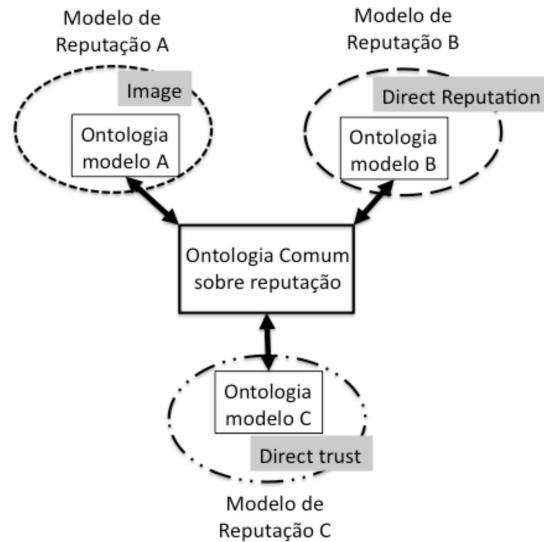 Modelo de
Reputação A
Modelo de
Reputação B
Image
Direct Reputation
Ontologia
modelo A
Ontologia
modelo B
Ontologia Comum
sobre reputação
Ontologia
modelo C
Direct trust
Modelo de
Reputação C